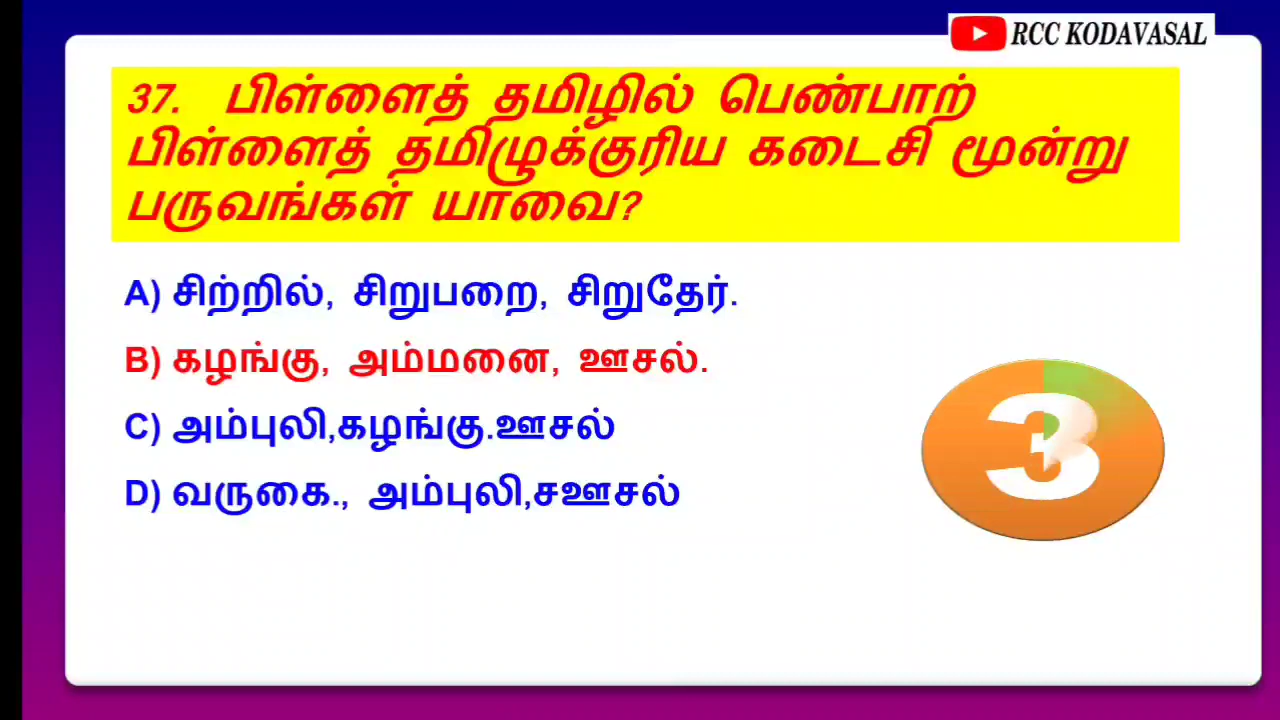 RCC KODAVASAL
37. பிள்ளைத் தமிழில் பெண்பாற்
பிள்ளைத் தமிழுக்குரிய கடைசி மூன்று
பருவங்கள் யாவை?
A) சிற்றில், சிறுபறை, சிறுதேர்.
B) கழங்கு, அம்மனை, ஊசல்.
C) அம்புலி,கழங்கு.ஊசல்
D) வருகை., அம்புலி,சஊசல்
3